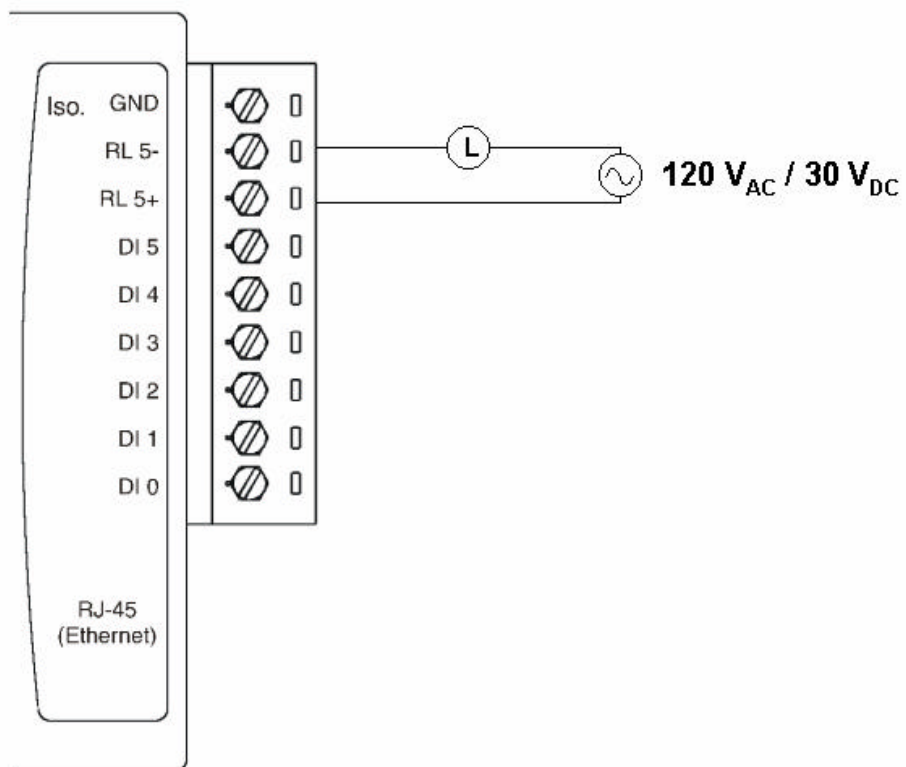 Iso. GND
RL 5-
L
RL 5+
120 VAC / 30 VDC
DI 5
DI 4
DI 3
DI 2
DI 1
DI 0
RJ-45
(Ethernet)